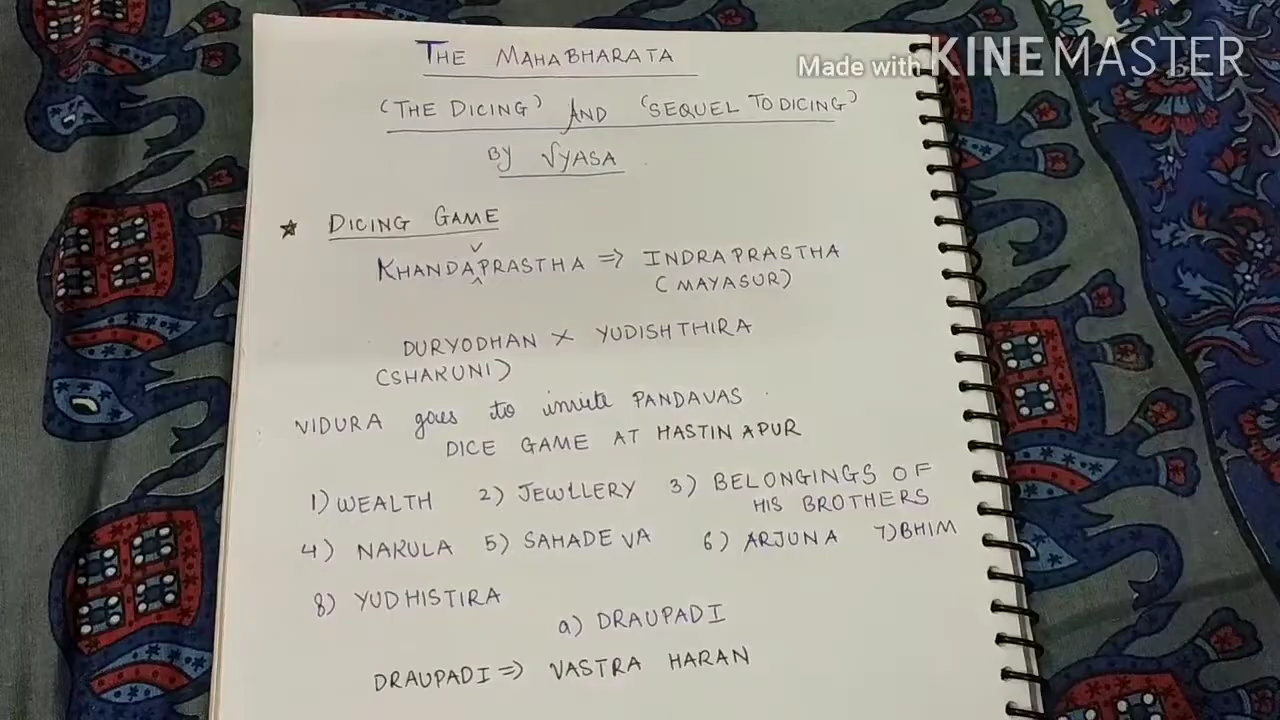 THE MAHABHARATA
Made with KINEMASTER
(THE DICING) AND (SEQUEL TO DICING)
BY VYASA
★ DICING GAME
KHANDAPRASTHA ⇒ INDRAPRASTHA
(MAYASUR)
DURYODHAN X YUDISHTHIRA
(SHAKUNI)
VIDURA goes to invite PANDAVAS
DICE GAME AT HASTINAPUR
1) WEALTH 2) JEWLLERY 3) BELONGINGS OF
HIS BROTHERS
4) NAKULA 5) SAHADEVA 6) ARJUNA 7) BHIM
8) YUDHISTIRA
a) DRAUPADI
DRAUPADI ⇒ VASTRA HARAN